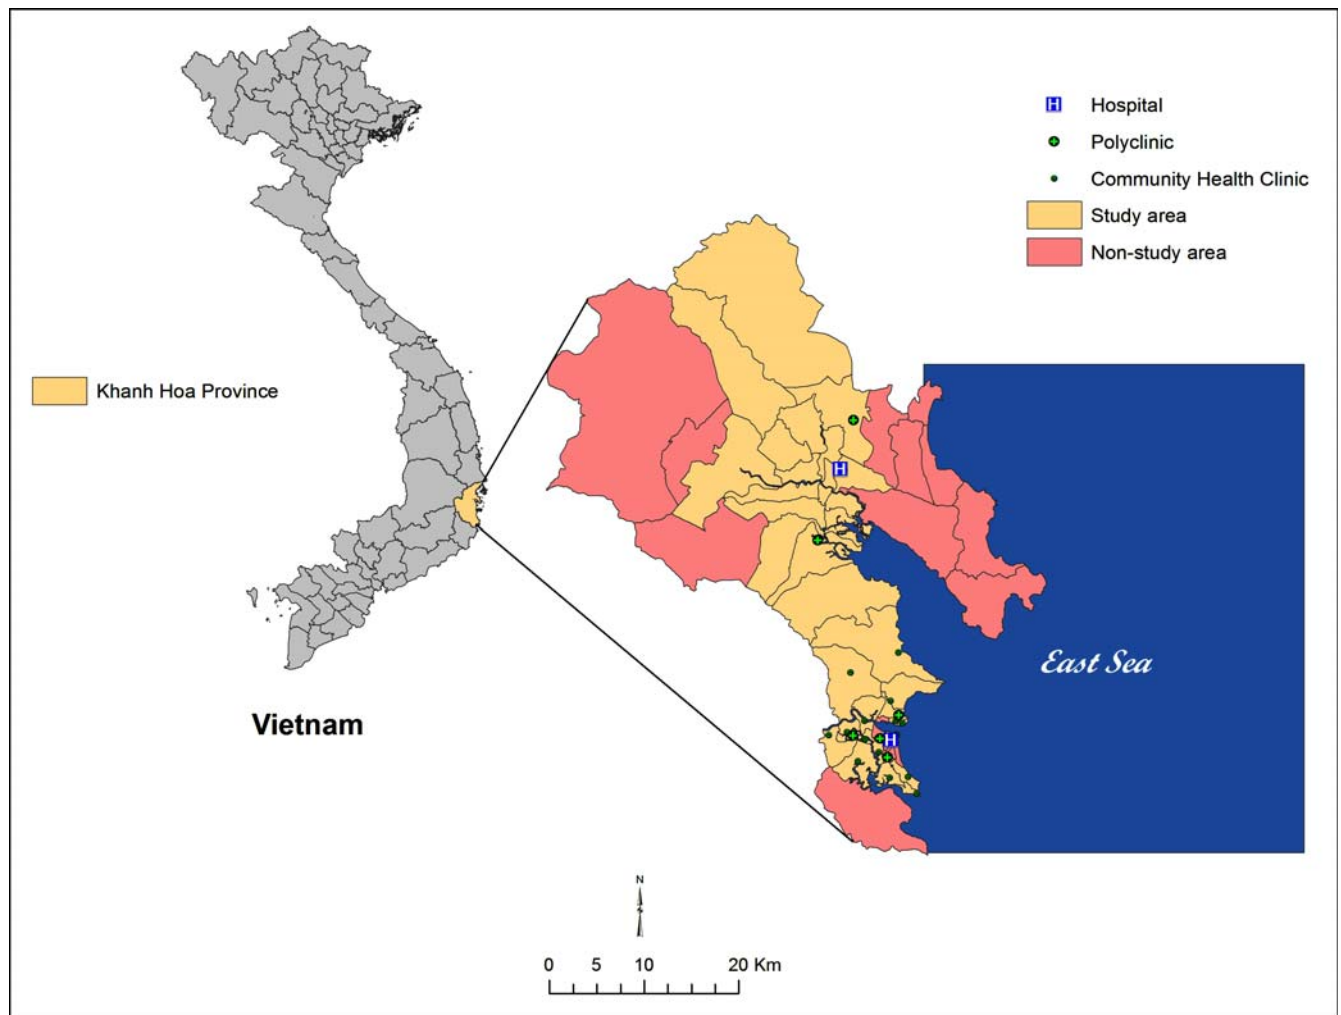 H Hospital
Polyclinic
Community Health Clinic
Study area
Non-study area
Khanh Hoa Province
H
East Sea
Vietnam
H
N
0 5 10 20 Km